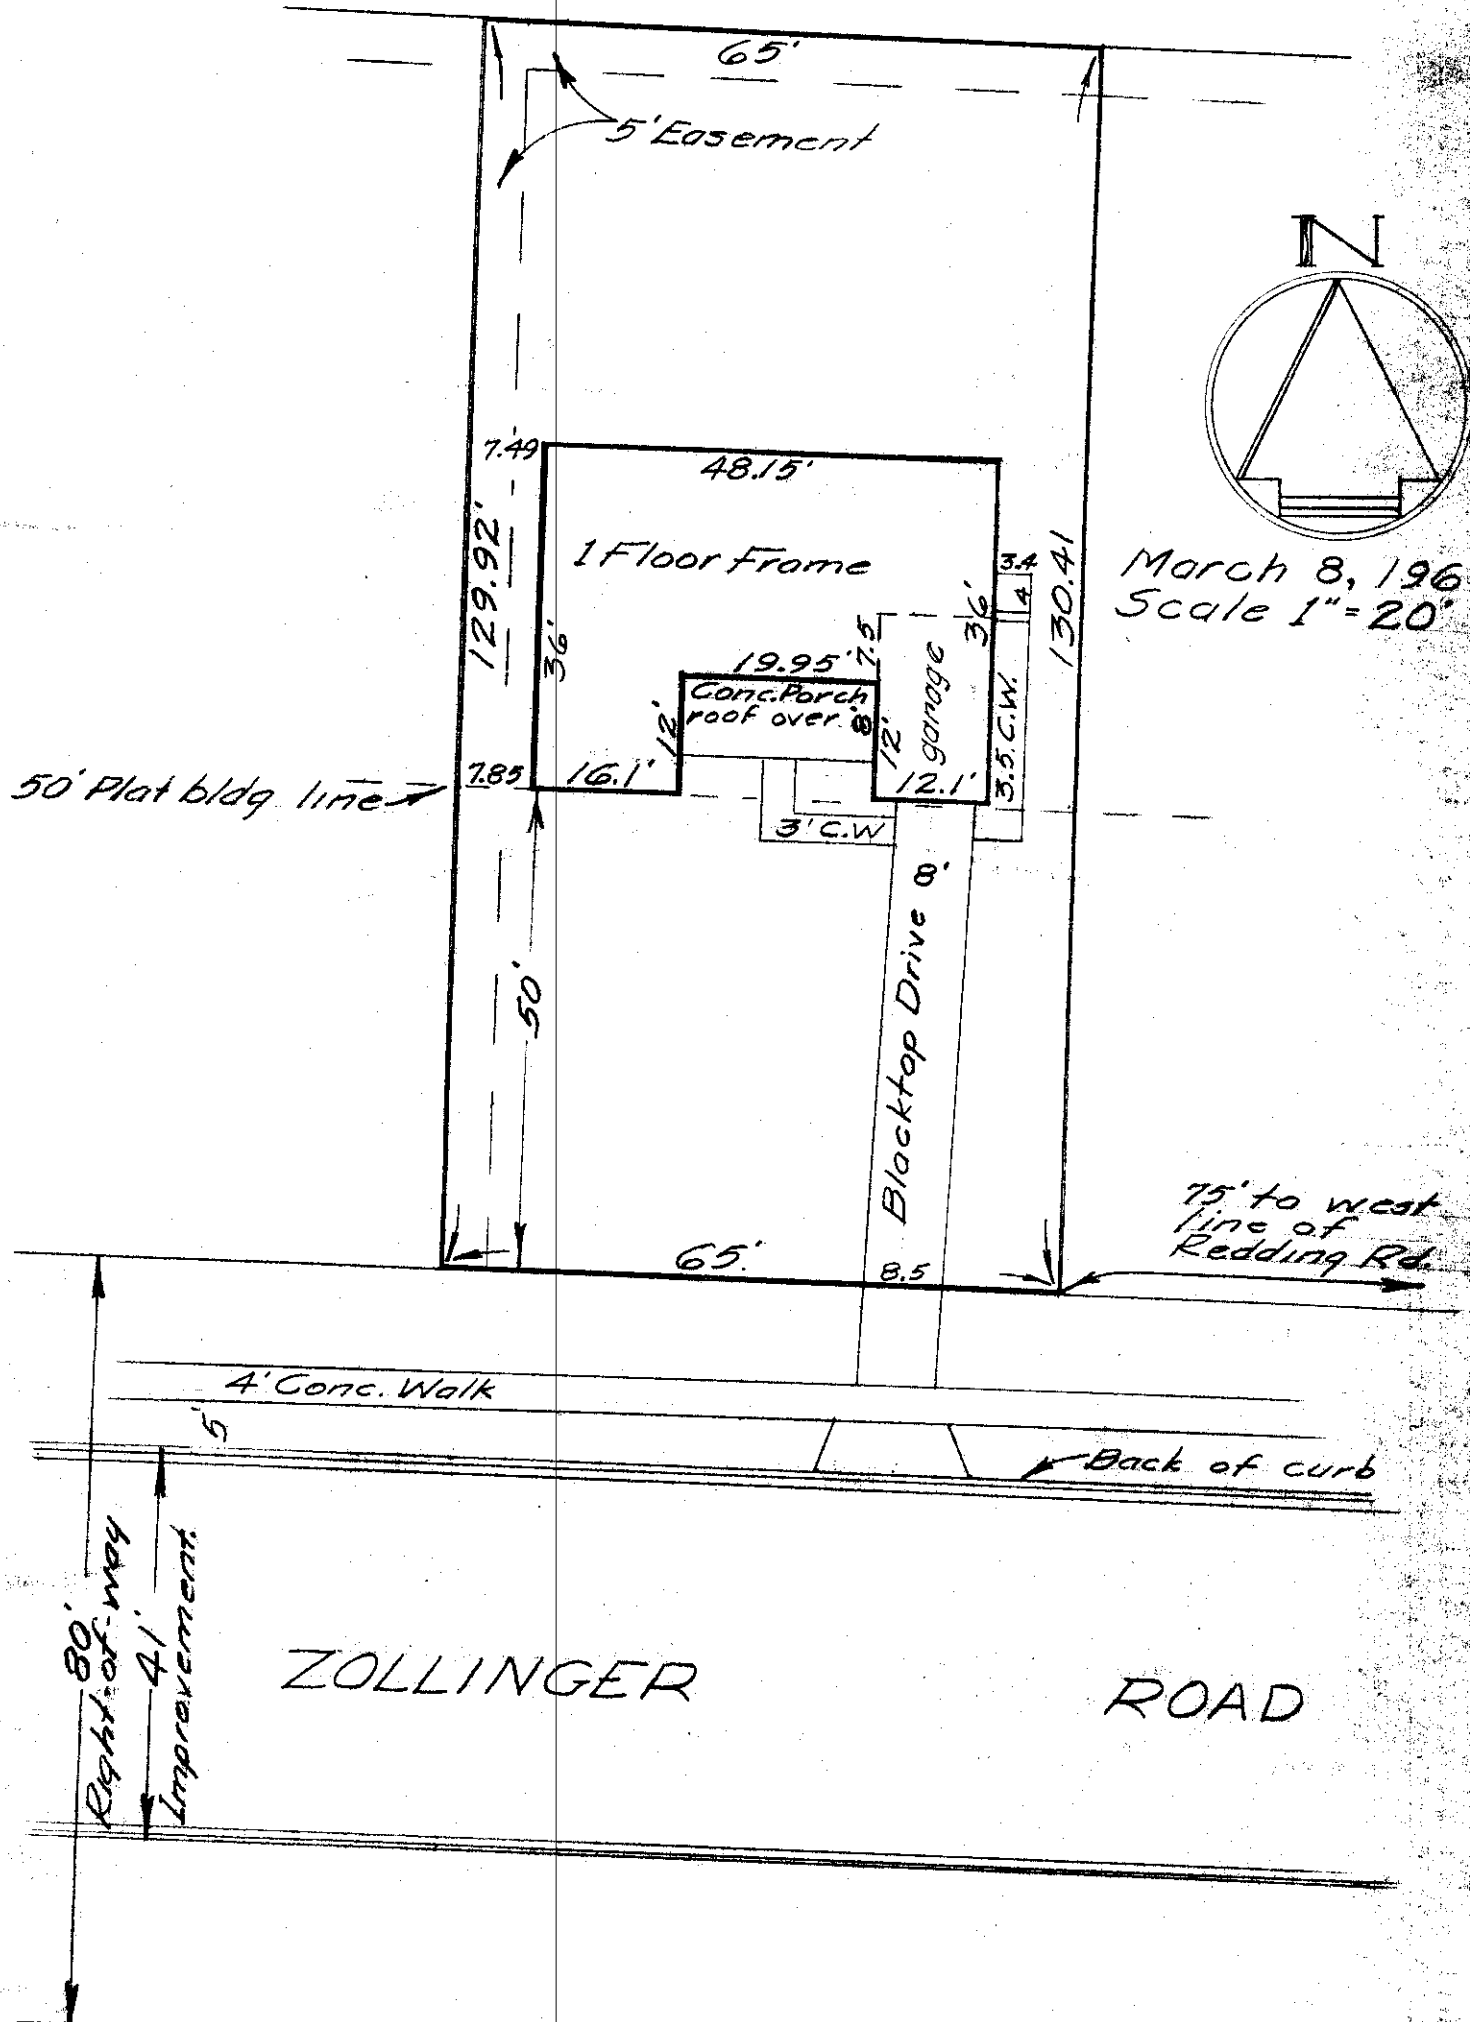 65'
5' Easement
N
7.49
48.15'
129.92'
1 Floor Frame
3.4
4
130.41
March 8, 196
Scale 1" = 20'
36'
36'
7.5
garage
19.95'
Conc. Porch
roof over
8'
12'
12'
3.5. C.W.
50' Plat bldg line
7.85
16.1'
12.1'
3' C.W
50'
Blacktop Drive 8'
75' to west
line of
Redding Rd.
65'.
8.5
4' Conc. Walk
5'
Back of curb
80'
Right-of-way
41'
Improvement.
ZOLLINGER ROAD